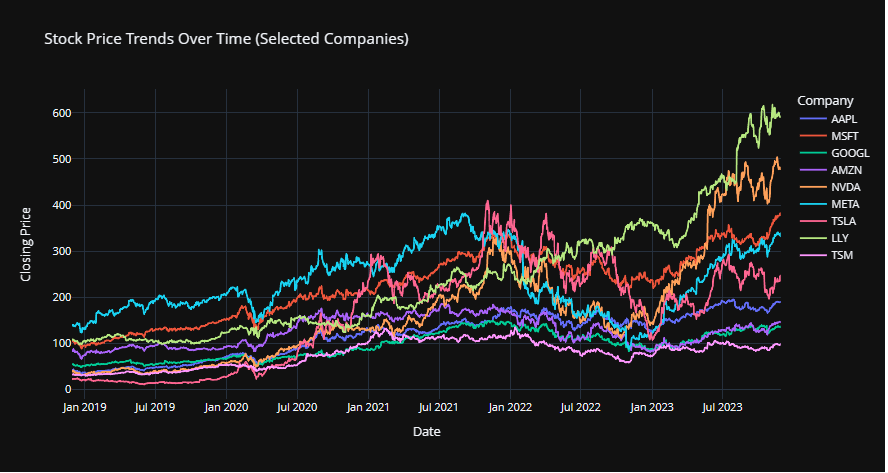 Stock Price Trends Over Time (Selected Companies)
Company
AAPL
MSFT
GOOGL
AMZN
NVDA
META
TSLA
LLY
TSM
Closing Price
600
500
400
300
200
100
0
Jan 2019 Jul 2019 Jan 2020 Jul 2020 Jan 2021 Jul 2021 Jan 2022 Jul 2022 Jan 2023 Jul 2023
Date